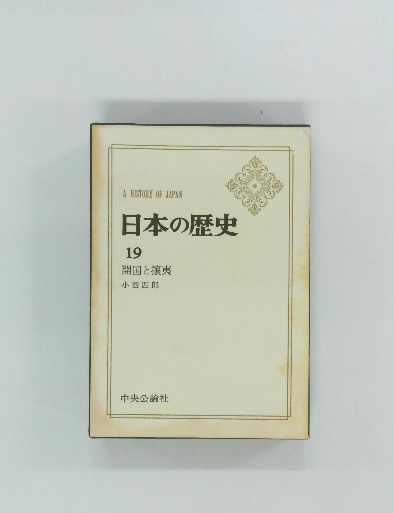 A HISTORY OF JAPAN
日本の歴史
19
開国と攘夷
小西四郎
中央公論社